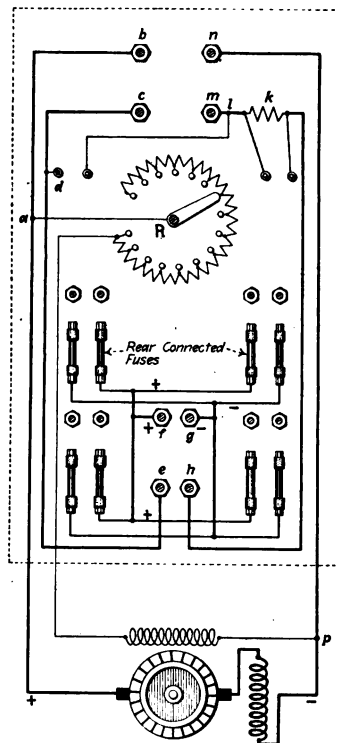 b n
c m l k
d
a R
Rear Connected
Fuses
+
−
+ f g −
e h
+
p
+ −